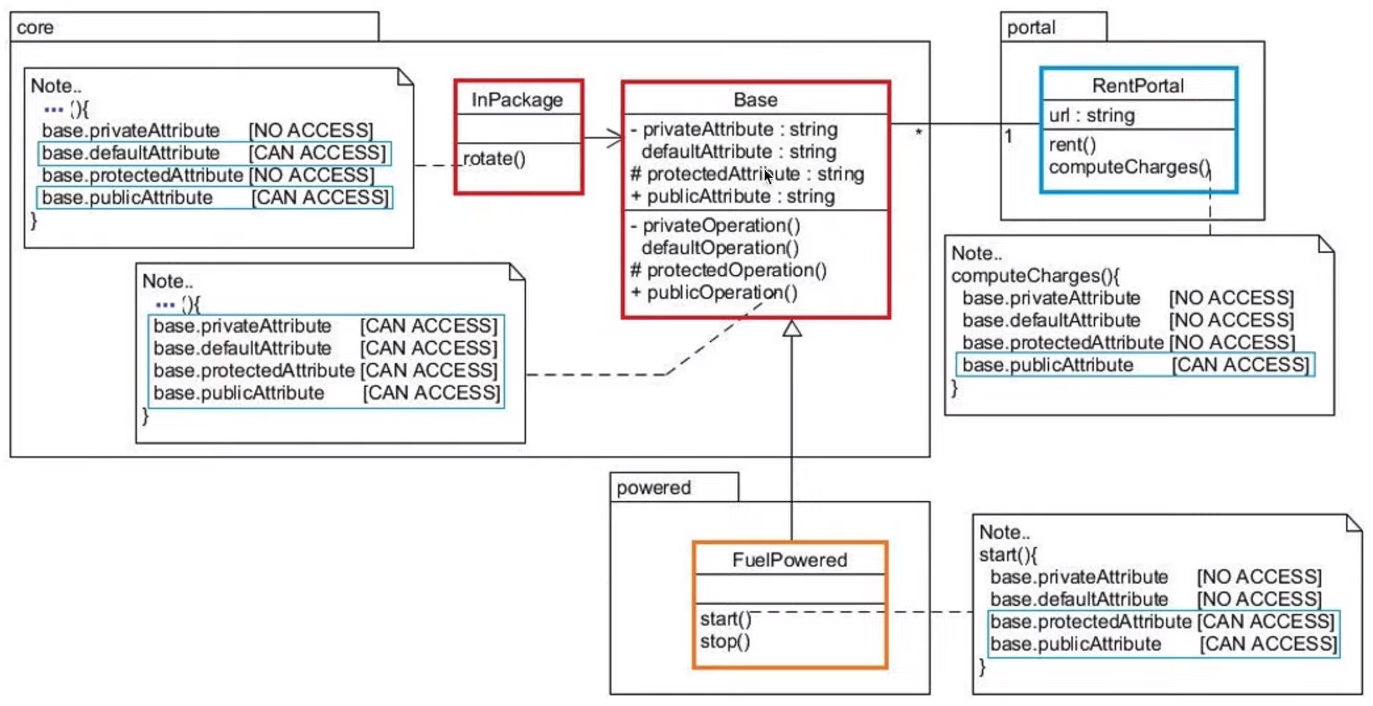 core
Note..
... (){
base.privateAttribute [NO ACCESS]
base.defaultAttribute [CAN ACCESS]
base.protectedAttribute [NO ACCESS]
base.publicAttribute [CAN ACCESS]
}
InPackage
rotate()
Base
- privateAttribute : string
defaultAttribute : string
# protectedAttribute : string
+ publicAttribute : string
- privateOperation()
defaultOperation()
# protectedOperation()
+ publicOperation()
*
1
portal
RentPortal
url : string
rent()
computeCharges()
Note..
... (){
base.privateAttribute [CAN ACCESS]
base.defaultAttribute [CAN ACCESS]
base.protectedAttribute [CAN ACCESS]
base.publicAttribute [CAN ACCESS]
}
Note..
computeCharges(){
base.privateAttribute [NO ACCESS]
base.defaultAttribute [NO ACCESS]
base.protectedAttribute [NO ACCESS]
base.publicAttribute [CAN ACCESS]
}
powered
FuelPowered
start()
stop()
Note..
start(){
base.privateAttribute [NO ACCESS]
base.defaultAttribute [NO ACCESS]
base.protectedAttribute [CAN ACCESS]
base.publicAttribute [CAN ACCESS]
}